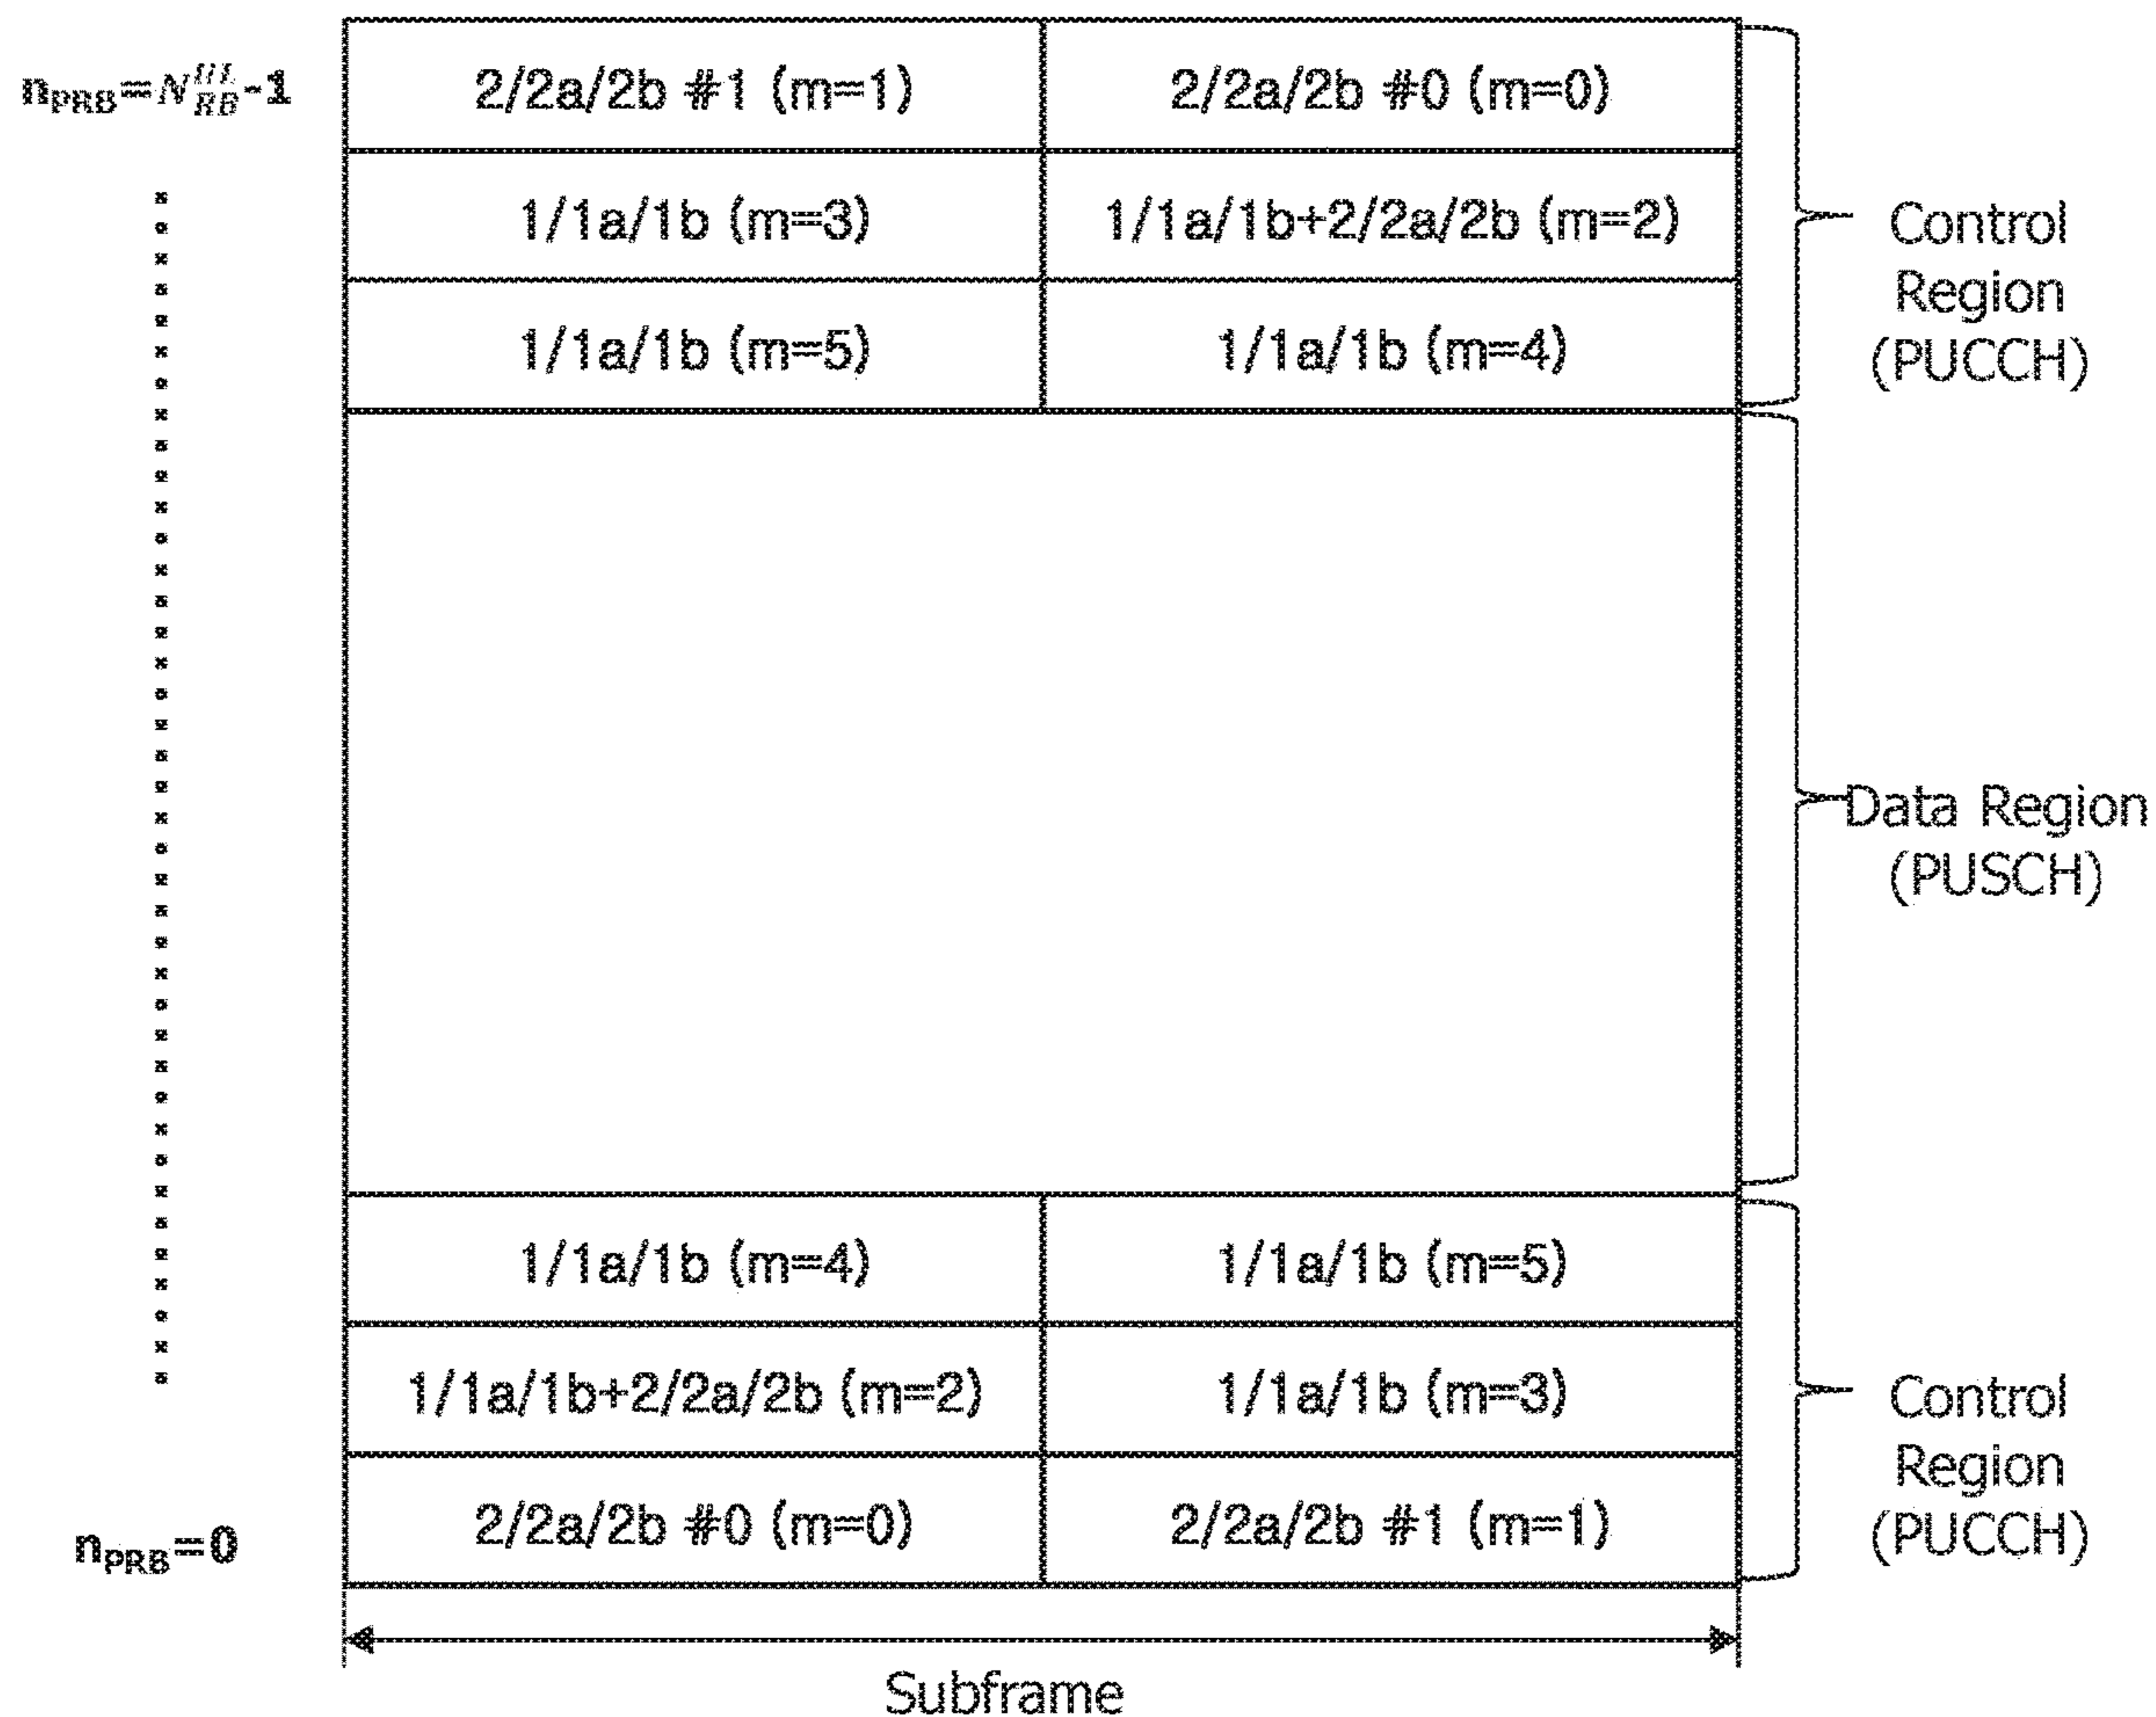 n_PRB=N_RB^UL-1
2/2a/2b #1 (m=1)
2/2a/2b #0 (m=0)
1/1a/1b (m=3)
1/1a/1b+2/2a/2b (m=2)
1/1a/1b (m=5)
1/1a/1b (m=4)
Control
Region
(PUCCH)
Data Region
(PUSCH)
1/1a/1b (m=4)
1/1a/1b (m=5)
1/1a/1b+2/2a/2b (m=2)
1/1a/1b (m=3)
2/2a/2b #0 (m=0)
2/2a/2b #1 (m=1)
Control
Region
(PUCCH)
n_PRB=0
Subframe